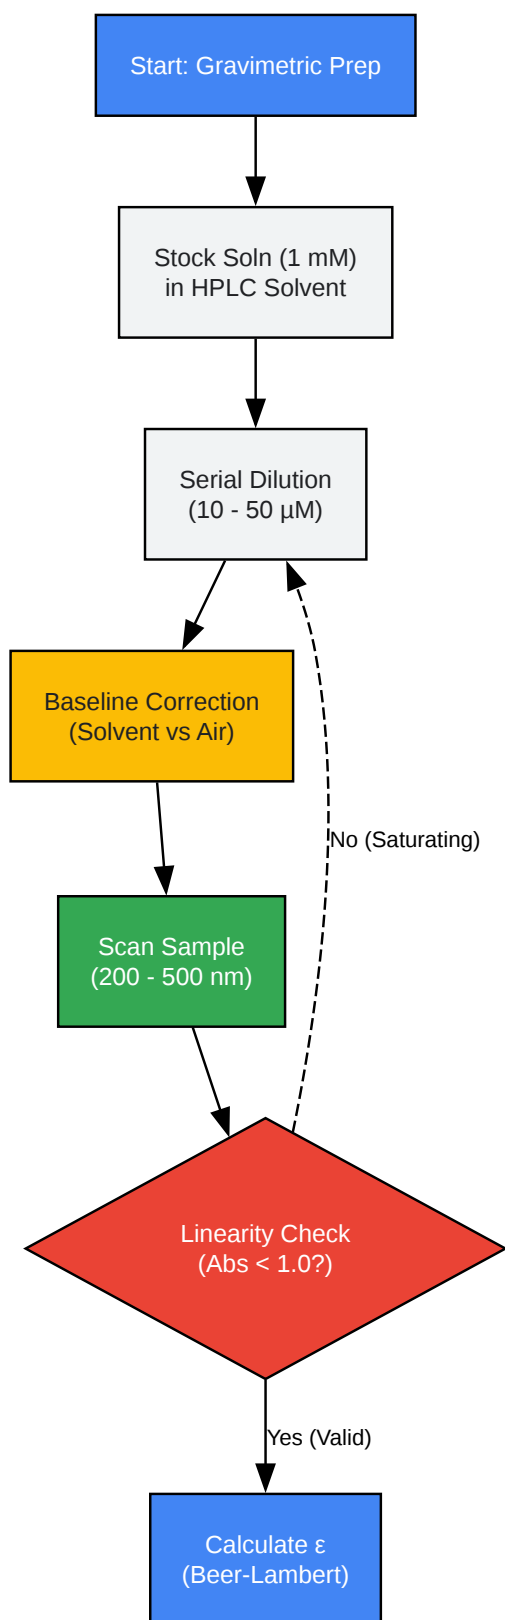 Start: Gravimetric Prep
Stock Soln (1 mM)
in HPLC Solvent
Serial Dilution
(10 - 50 µM)
Baseline Correction
(Solvent vs Air)
No (Saturating)
Scan Sample
(200 - 500 nm)
Linearity Check
(Abs < 1.0?)
Yes (Valid)
Calculate ε
(Beer-Lambert)